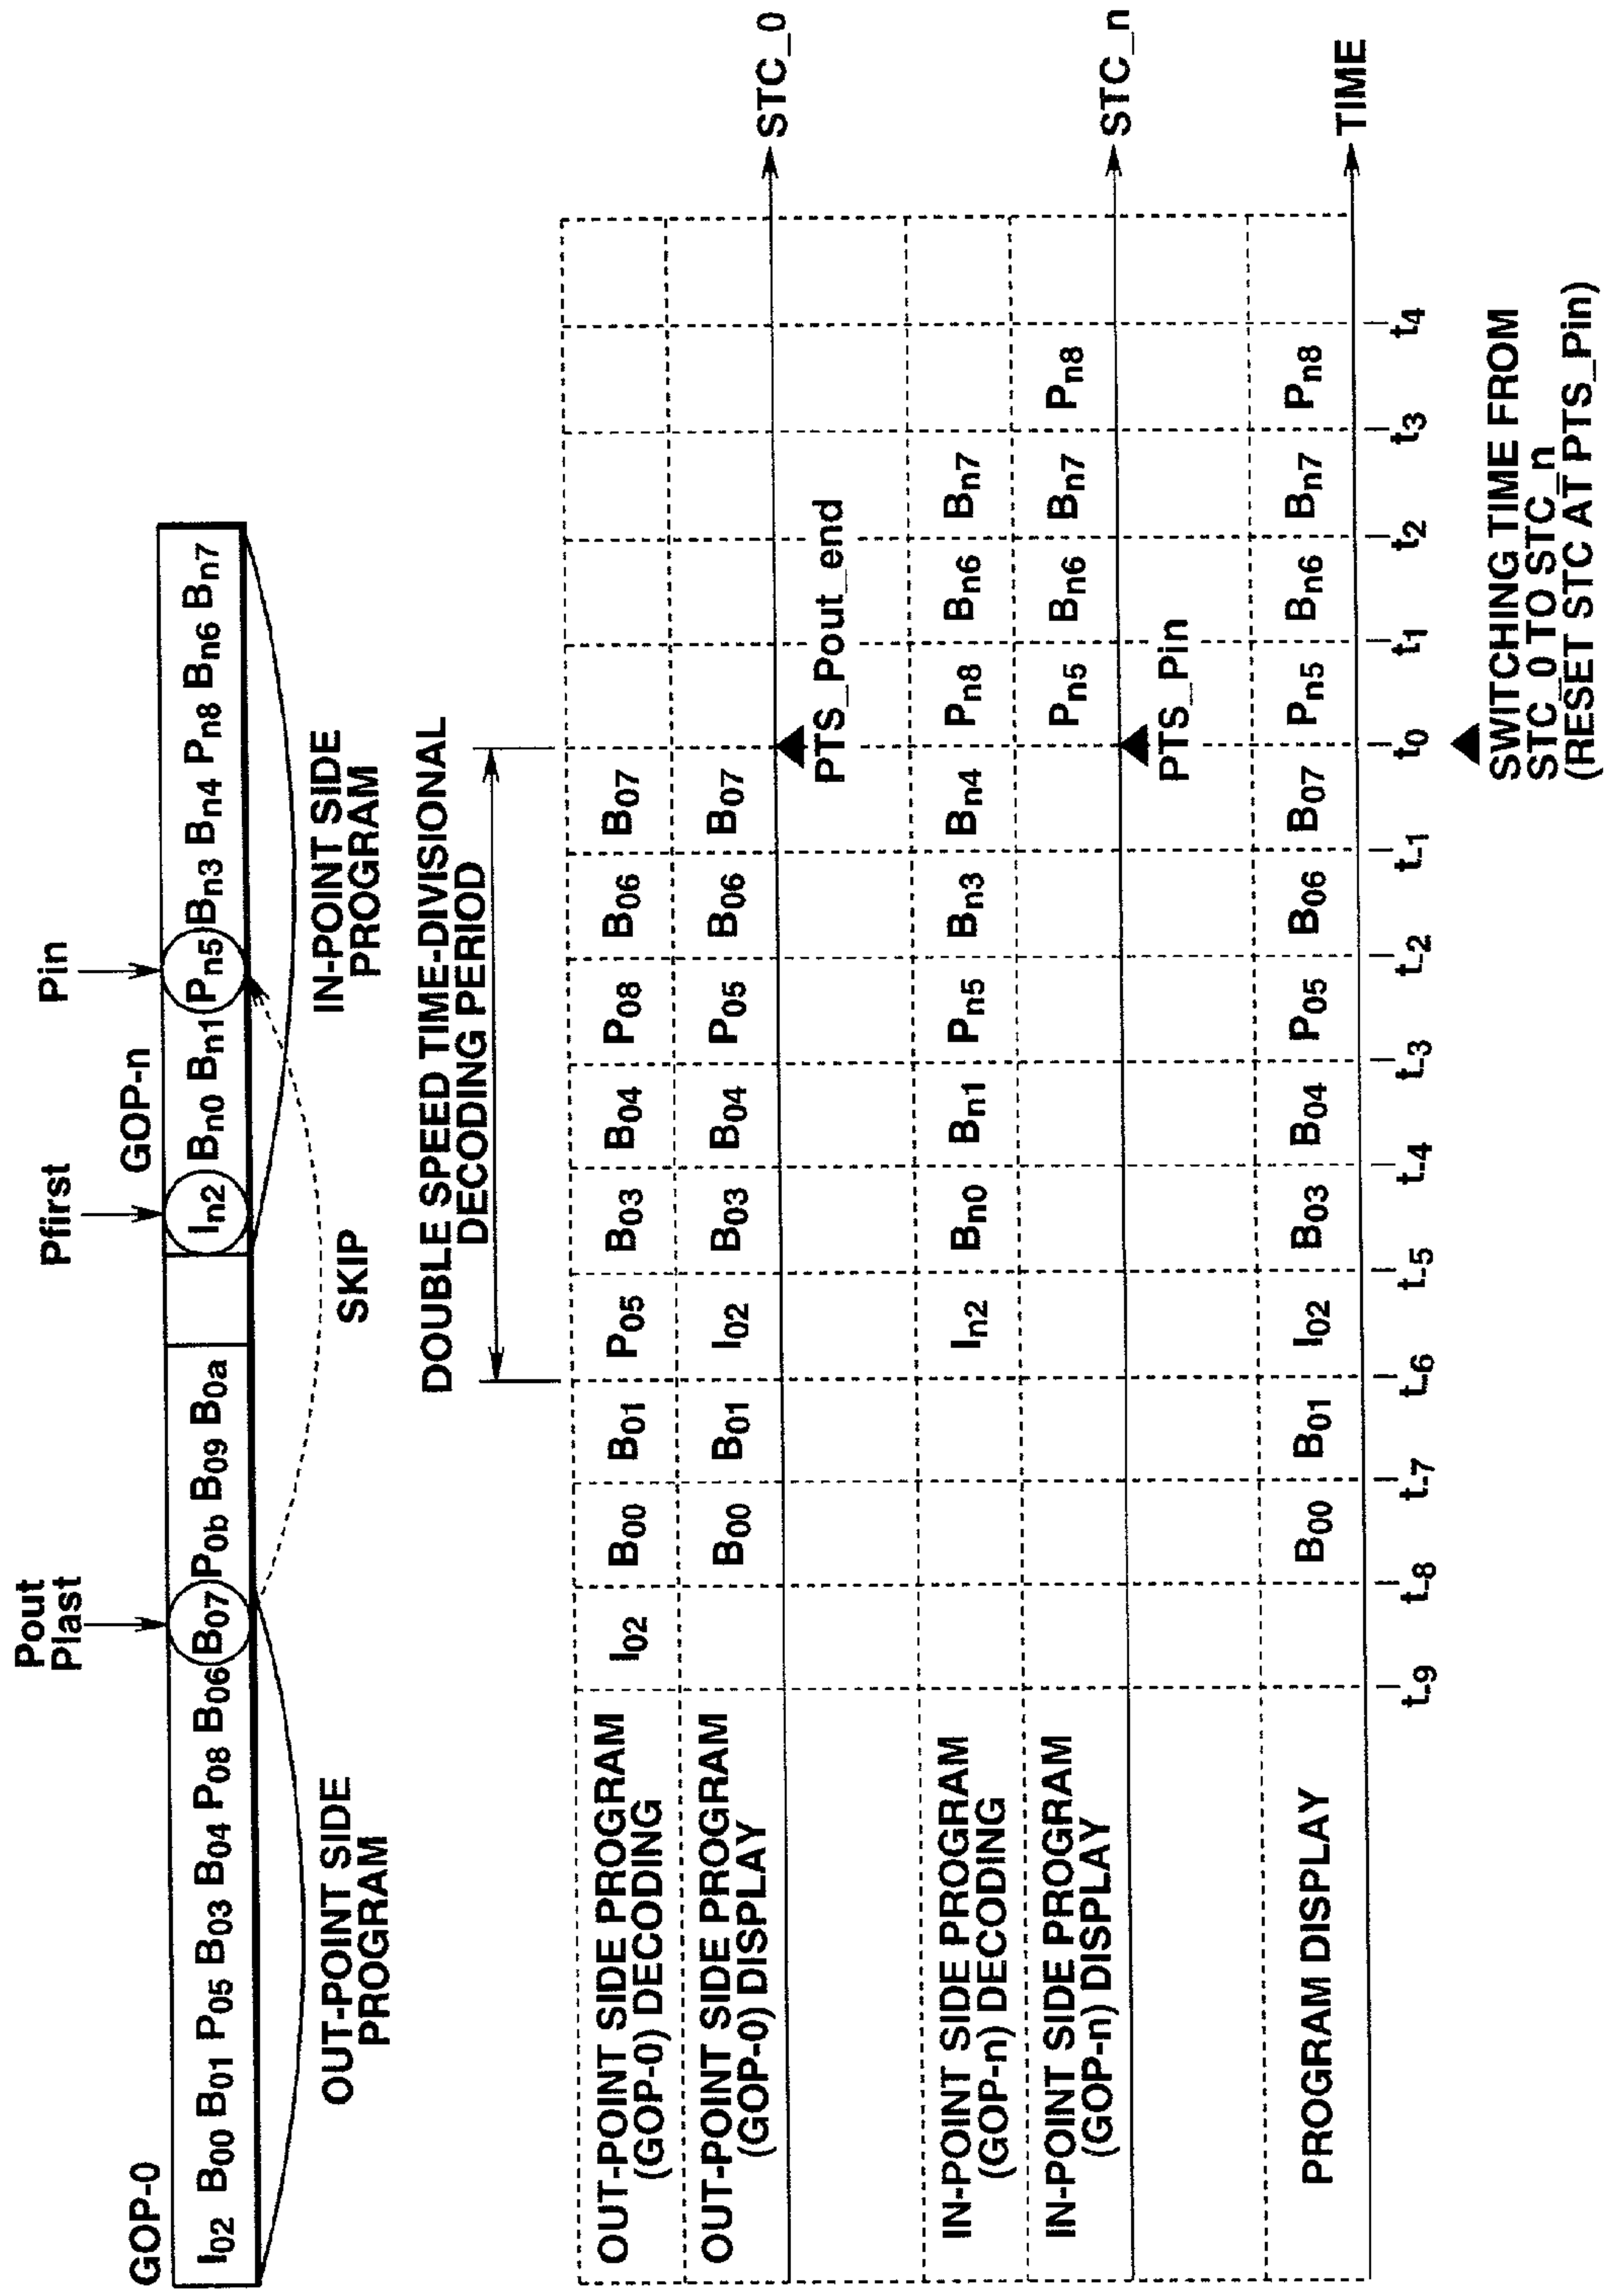 Pout
Plast
Pfirst
Pin
GOP-0
GOP-n
I02 B00 B01 P05 B03 B04 P08 B06 B07 P0b B09 B0a
In2 Bn0 Bn1 Pn5 Bn3 Bn4 Pn8 Bn6 Bn7
OUT-POINT SIDE
PROGRAM
SKIP
IN-POINT SIDE
PROGRAM
DOUBLE SPEED TIME-DIVISIONAL
DECODING PERIOD
OUT-POINT SIDE PROGRAM
(GOP-0) DECODING
I02 B00 B01 P05 B03 B04 P08 B06 B07
OUT-POINT SIDE PROGRAM
(GOP-0) DISPLAY
B00 B01 I02 B03 B04 P05 B06 B07
STC_0
PTS_Pout_end
IN-POINT SIDE PROGRAM
(GOP-n) DECODING
In2 Bn0 Bn1 Pn5 Bn3 Bn4 Pn8 Bn6 Bn7
IN-POINT SIDE PROGRAM
(GOP-n) DISPLAY
Pn5 Bn6 Bn7 Pn8
STC_n
PTS_Pin
PROGRAM DISPLAY
B00 B01 I02 B03 B04 P05 B06 B07 Pn5 Bn6 Bn7 Pn8
TIME
t-9 t-8 t-7 t-6 t-5 t-4 t-3 t-2 t-1 t0 t1 t2 t3 t4
SWITCHING TIME FROM
STC_0 TO STC_n
(RESET STC AT PTS_Pin)